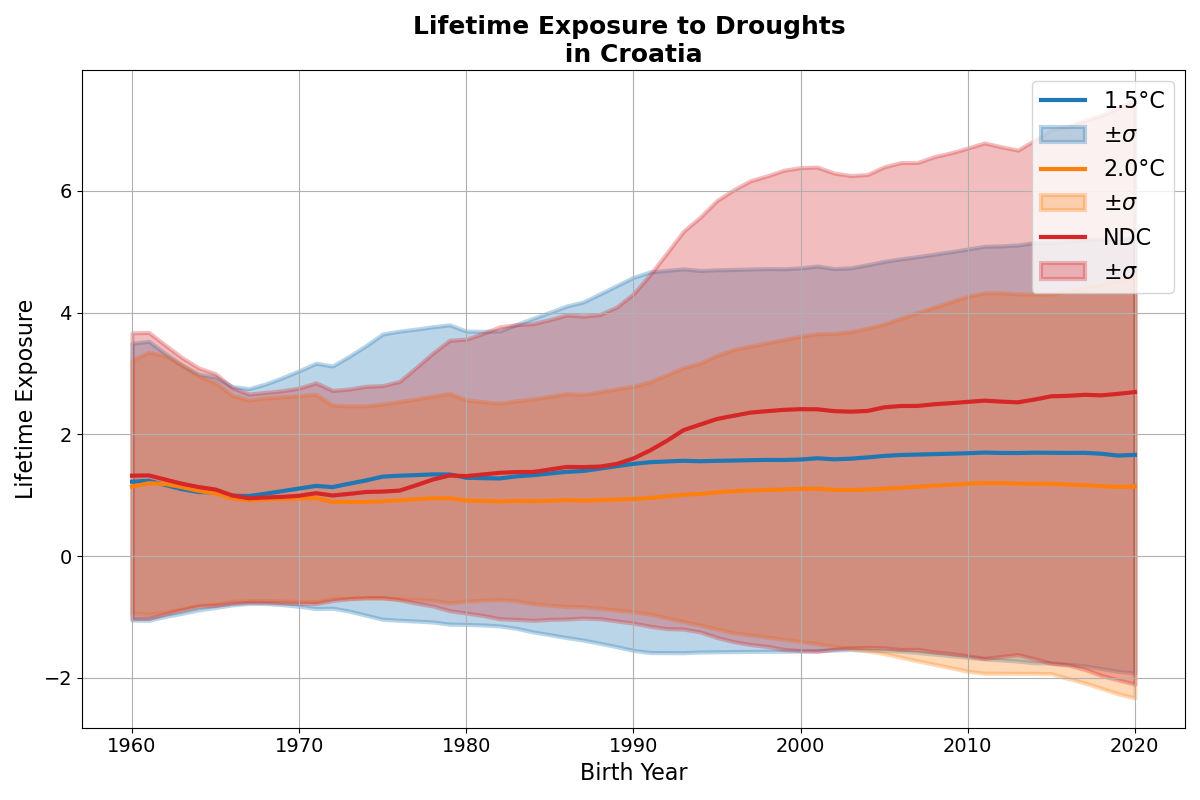 Lifetime Exposure to Droughts
in Croatia
1.5°C
±σ
2.0°C
±σ
NDC
±σ
Lifetime Exposure
6
4
2
0
−2
1960
1970
1980
1990
2000
2010
2020
Birth Year